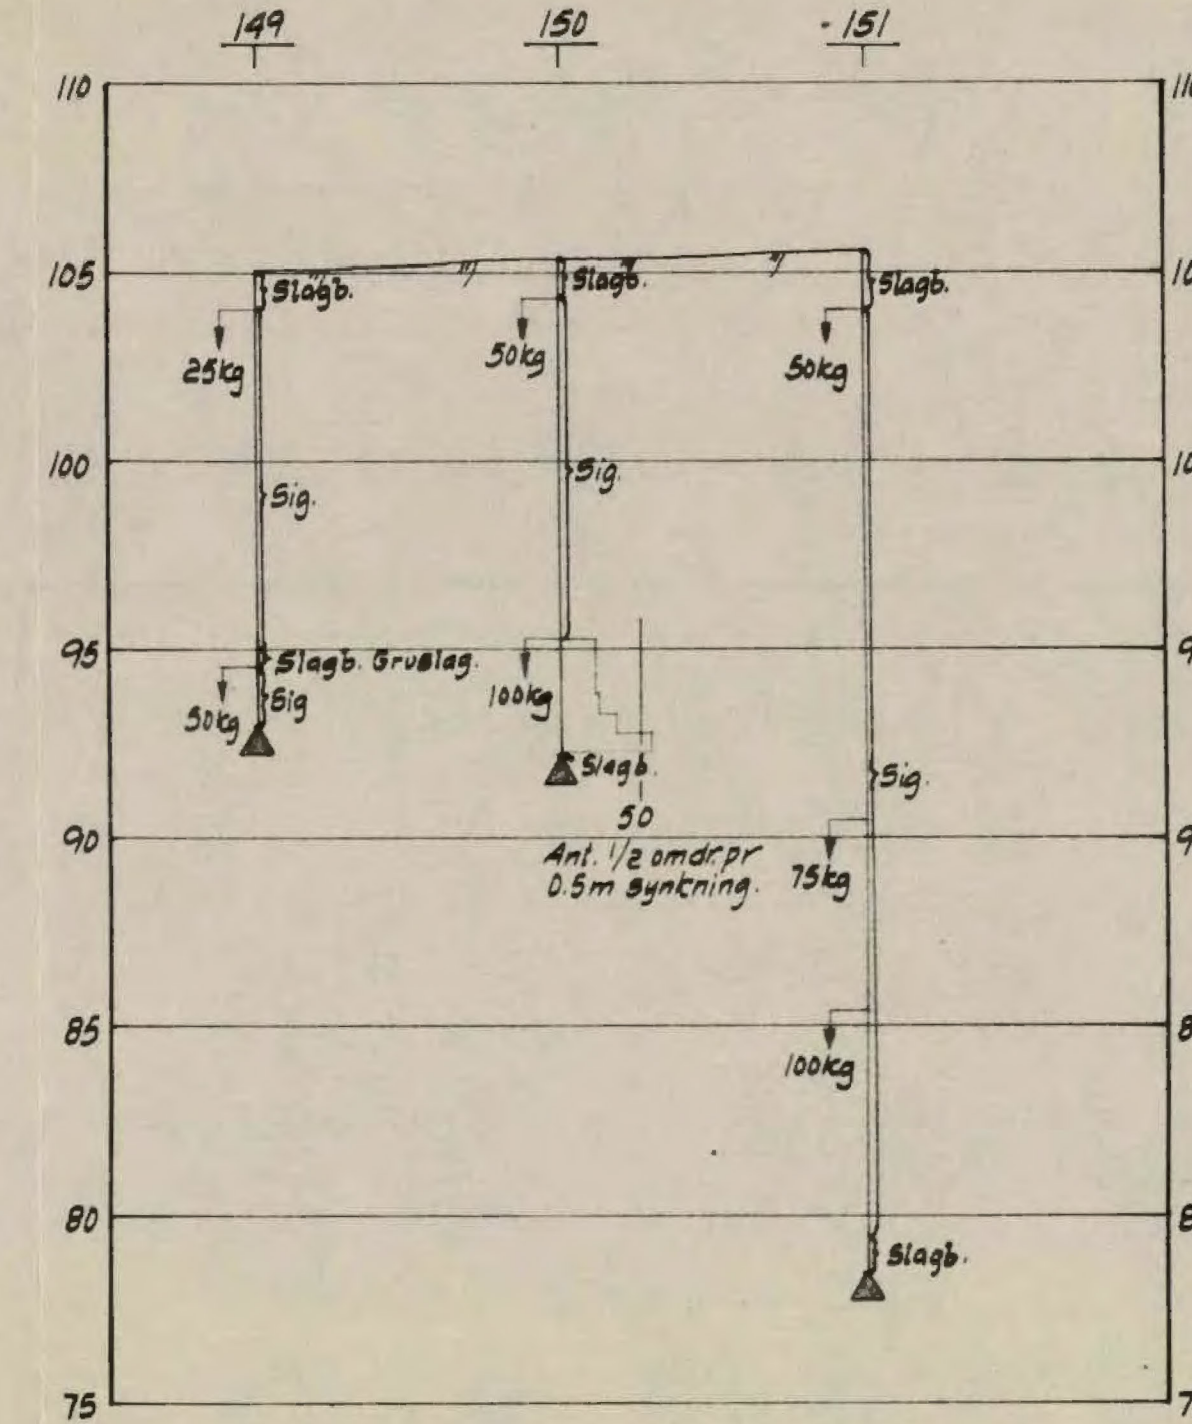 149 150 151
110 110
105 Slagb. Slagb. Slagb.
25kg 50kg 50kg
100 Sig. Sig.
95 Slagb. Gruslag.
50kg Sig 100kg
Slagb. Sig.
50
90 Ant. 1/2 omdr. pr
0.5m synkning. 75kg
85
100kg
80
Slagb.
75